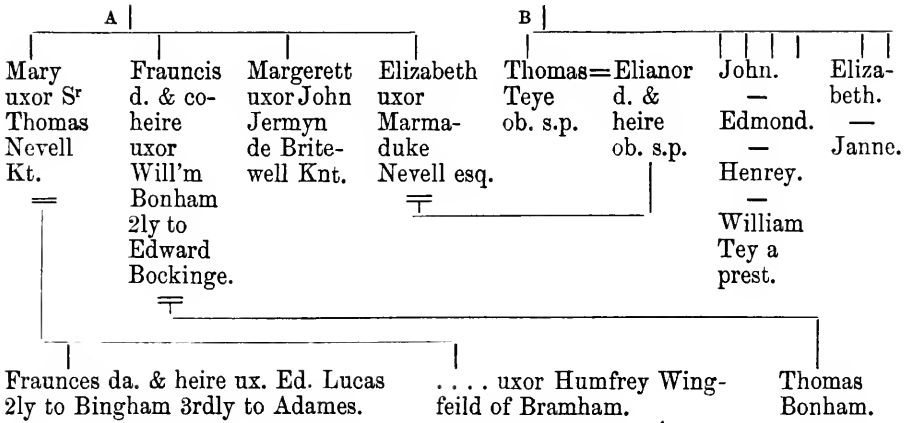 A
B
Mary
uxor Sr
Thomas
Nevell
Kt.
Frauncis
d. & co-
heire
uxor
Will'm
Bonham
2ly to
Edward
Bockinge.
Margerett
uxor John
Jermyn
de Brite-
well Knt.
Elizabeth
uxor
Marma-
duke
Nevell esq.
Thomas=Elianor
Teye
ob. s.p.
d. &
heire
ob. s.p.
John.
—
Edmond.
—
Henrey.
—
William
Tey a
prest.
Eliza-
beth.
—
Janne.
Fraunces da. & heire ux. Ed. Lucas
2ly to Bingham 3rdly to Adames.
. . . . uxor Humfrey Wing-
feild of Bramham.
Thomas
Bonham.